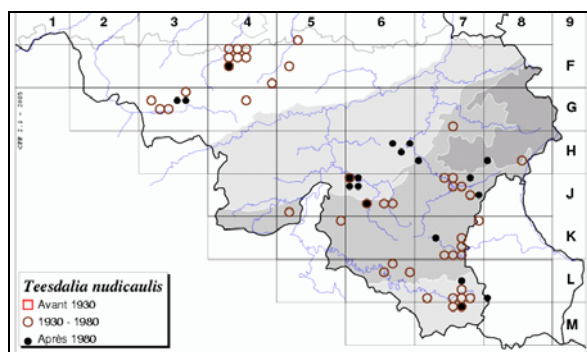 1 2 3 4 5 6 7 8 9
F
G
H
J
K
L
M
Teesdalia nudicaulis
Avant 1930
1930 - 1980
Après 1980